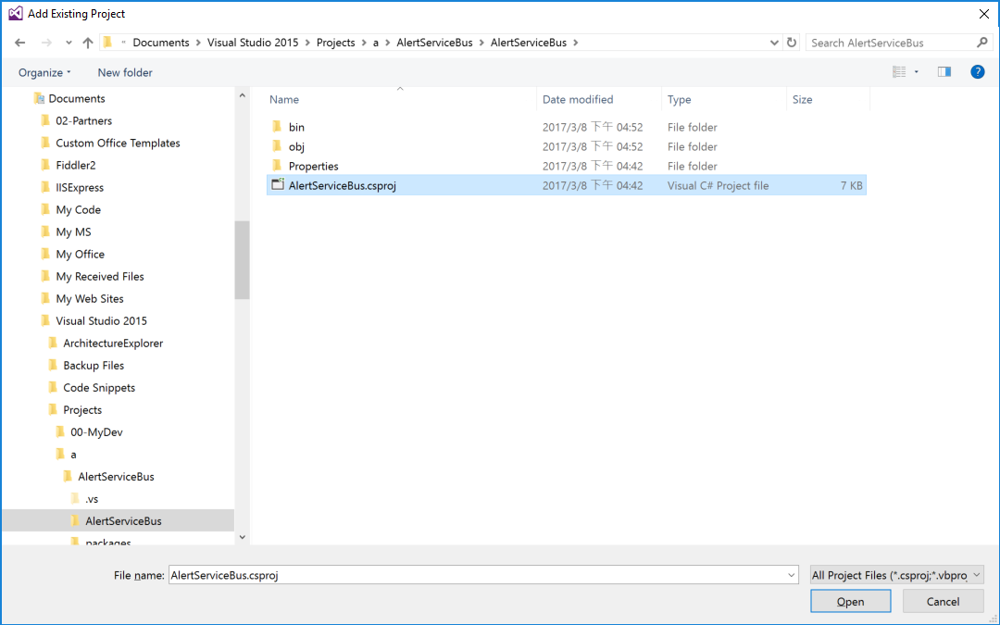 Add Existing Project
« Documents > Visual Studio 2015 > Projects > a > AlertServiceBus > AlertServiceBus >
Search AlertServiceBus
Organize
New folder
?
Documents
02-Partners
Custom Office Templates
Fiddler2
IISExpress
My Code
My MS
My Office
My Received Files
My Web Sites
Visual Studio 2015
ArchitectureExplorer
Backup Files
Code Snippets
Projects
00-MyDev
a
AlertServiceBus
.vs
AlertServiceBus
packages
Name Date modified Type Size
bin 2017/3/8 下午 04:52 File folder
obj 2017/3/8 下午 04:52 File folder
Properties 2017/3/8 下午 04:42 File folder
AlertServiceBus.csproj 2017/3/8 下午 04:42 Visual C# Project file 7 KB
File name: AlertServiceBus.csproj
All Project Files (*.csproj;*.vbpro
Open
Cancel